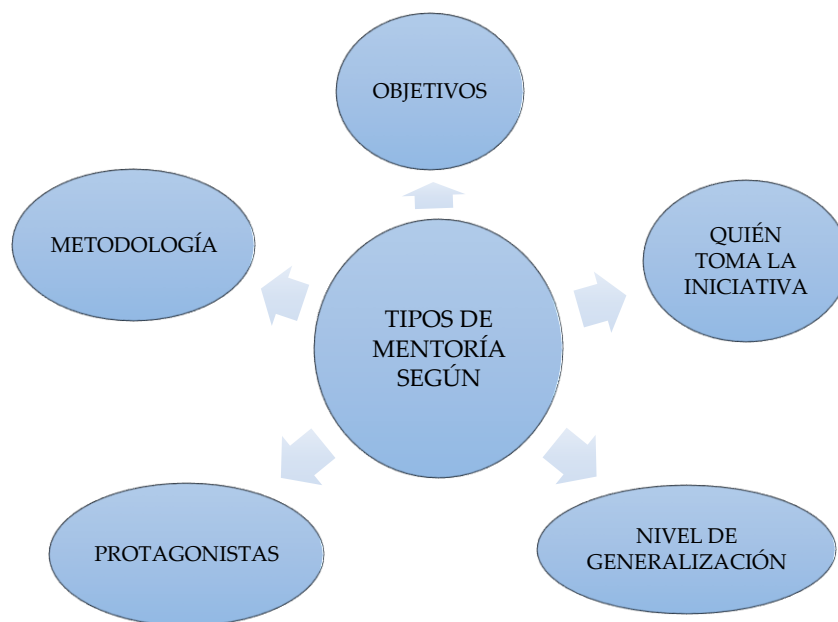 OBJETIVOS
METODOLOGÍA
QUIÉN
TOMA LA
INICIATIVA
TIPOS DE
MENTORÍA
SEGÚN
PROTAGONISTAS
NIVEL DE
GENERALIZACIÓN